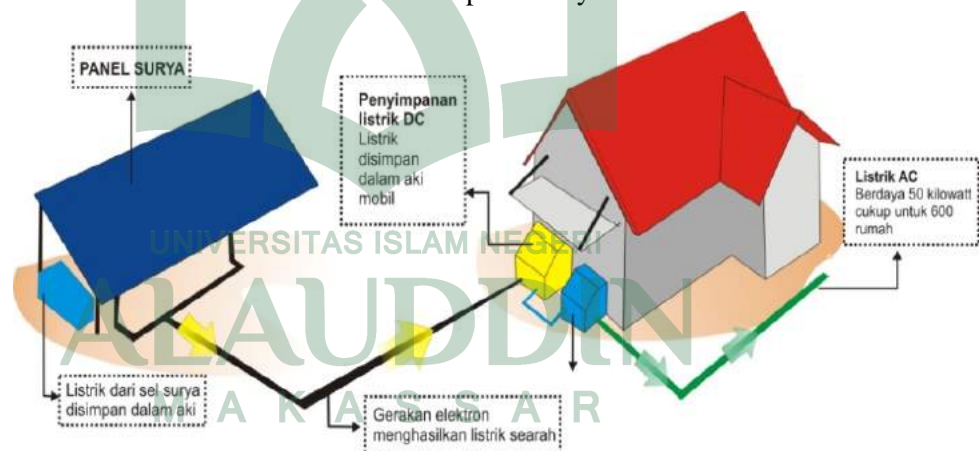 PANEL SURYA
Penyimpanan
listrik DC
Listrik
disimpan
dalam aki
mobil
Listrik AC
Berdaya 50 kilowatt
cukup untuk 600
rumah
UNIVERSITAS ISLAM NEGERI
ALAUDDIN
MAKASSAR
Listrik dari sel surya
disimpan dalam aki
Gerakan elektron
menghasilkan listrik searah